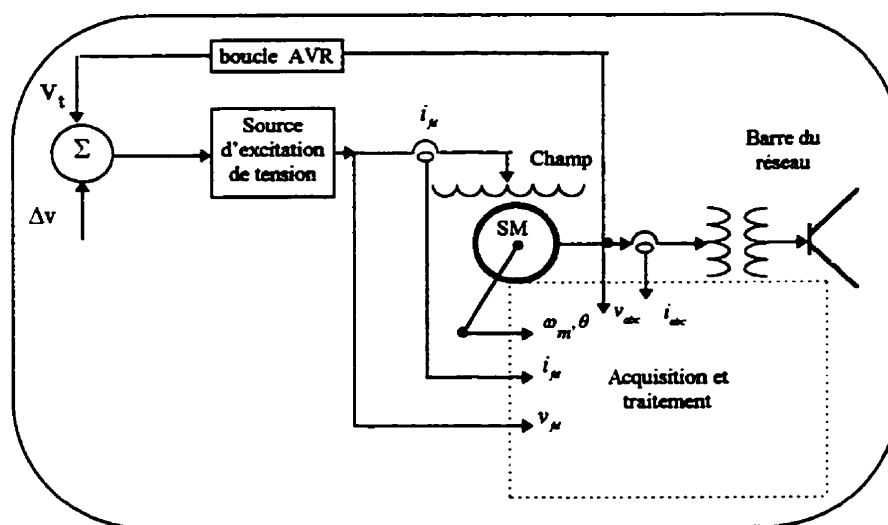 boucle AVR
V_t
Σ
Δv
Source
d'excitation
de tension
i_fd
Champ
Barre du
réseau
SM
ω_m, θ
v_abc
i_abc
i_fd
v_fd
Acquisition et
traitement